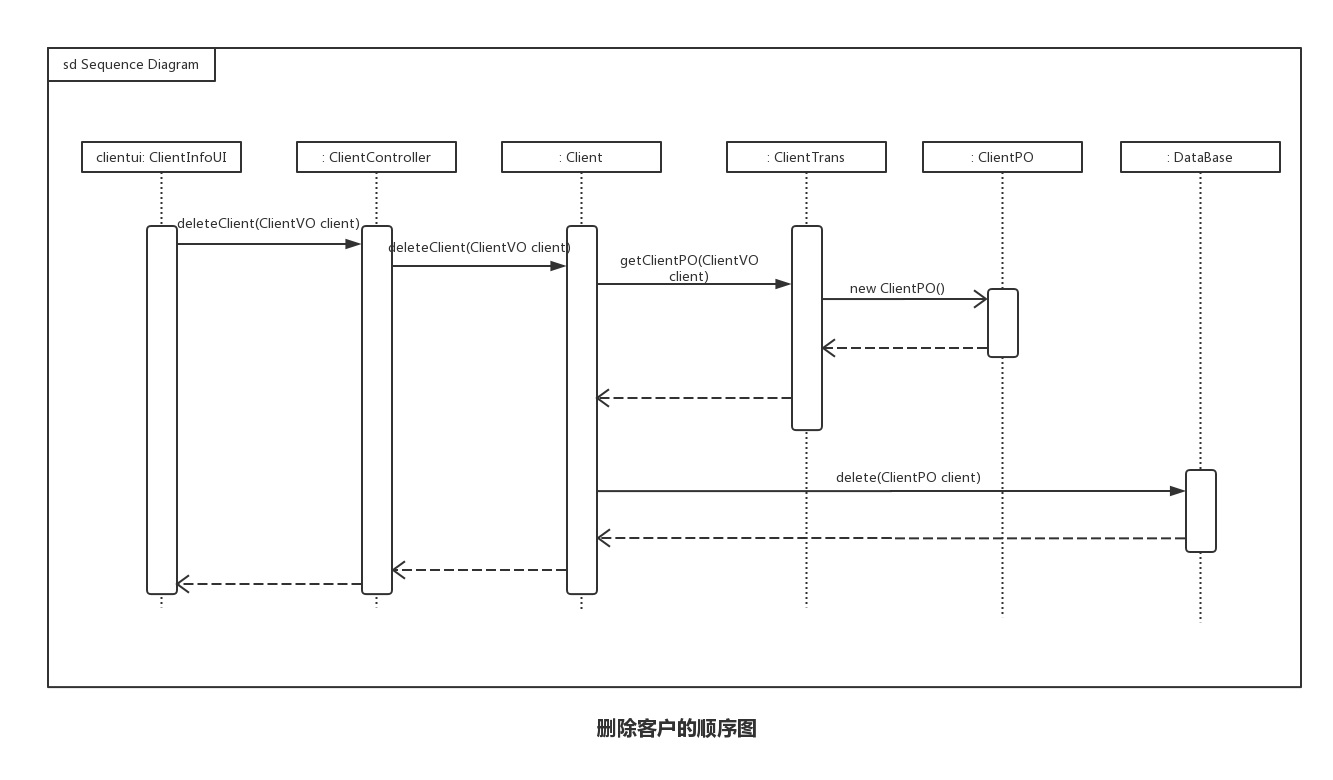 sd Sequence Diagram
clientui: ClientInfoUI
: ClientController
: Client
: ClientTrans
: ClientPO
: DataBase
deleteClient(ClientVO client)
deleteClient(ClientVO client)
getClientPO(ClientVO
client)
new ClientPO()
delete(ClientPO client)
删除客户的顺序图